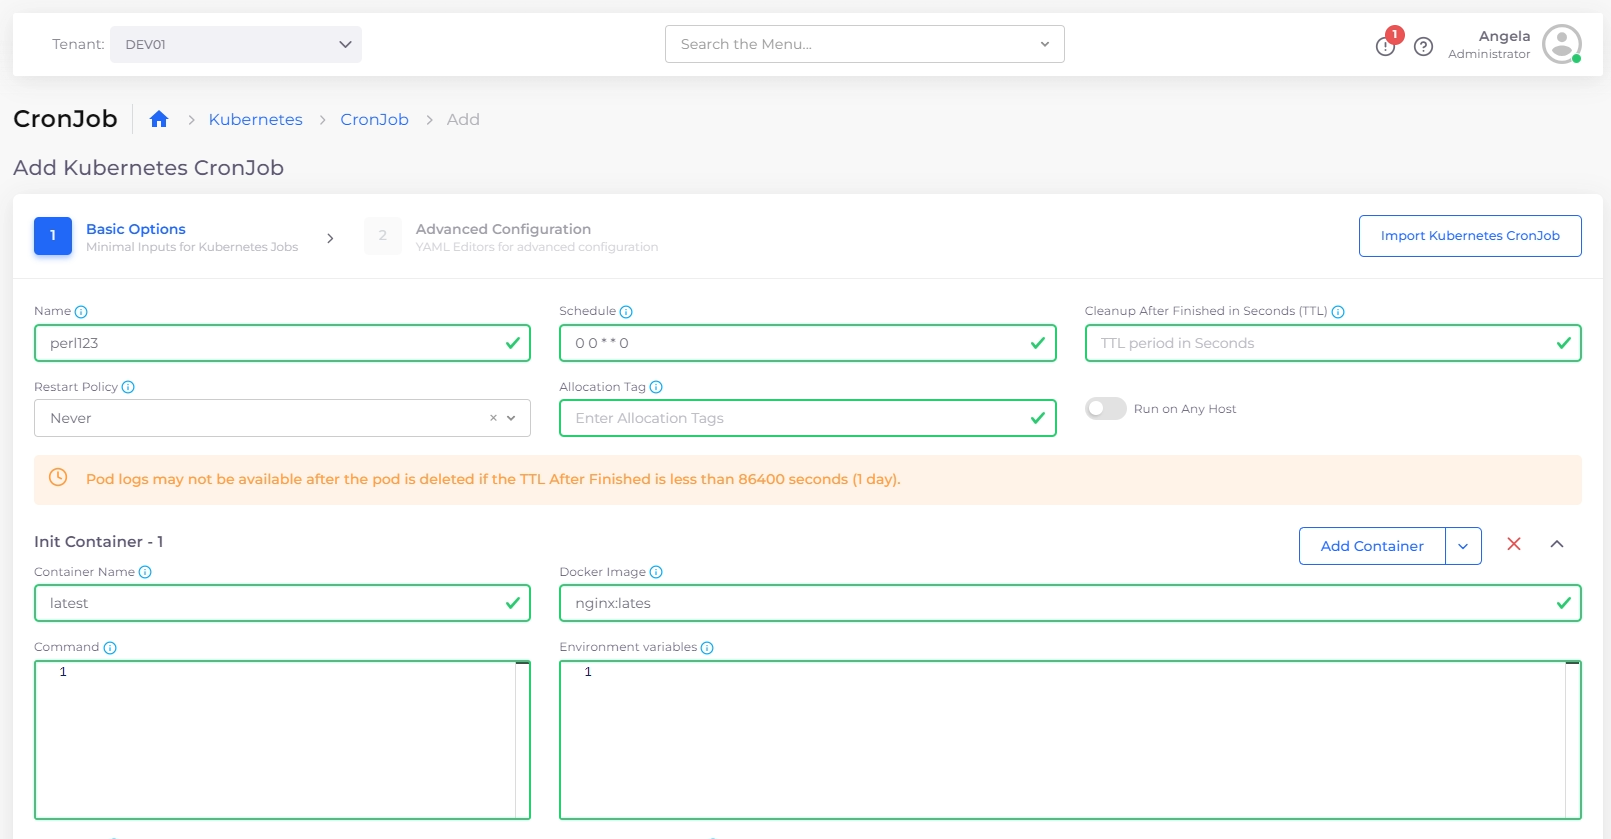 Tenant: DEV01
Search the Menu...
1
Angela
Administrator
CronJob
Kubernetes CronJob Add
Add Kubernetes CronJob
1 Basic Options
Minimal Inputs for Kubernetes Jobs
2 Advanced Configuration
YAML Editors for advanced configuration
Import Kubernetes CronJob
Name Schedule Cleanup After Finished in Seconds (TTL)
perl123 0 0 * * 0 TTL period in Seconds
Restart Policy Allocation Tag
Never × Enter Allocation Tags Run on Any Host
Pod logs may not be available after the pod is deleted if the TTL After Finished is less than 86400 seconds (1 day).
Init Container - 1 Add Container
Container Name Docker Image
latest nginx:lates
Command Environment variables
1 1